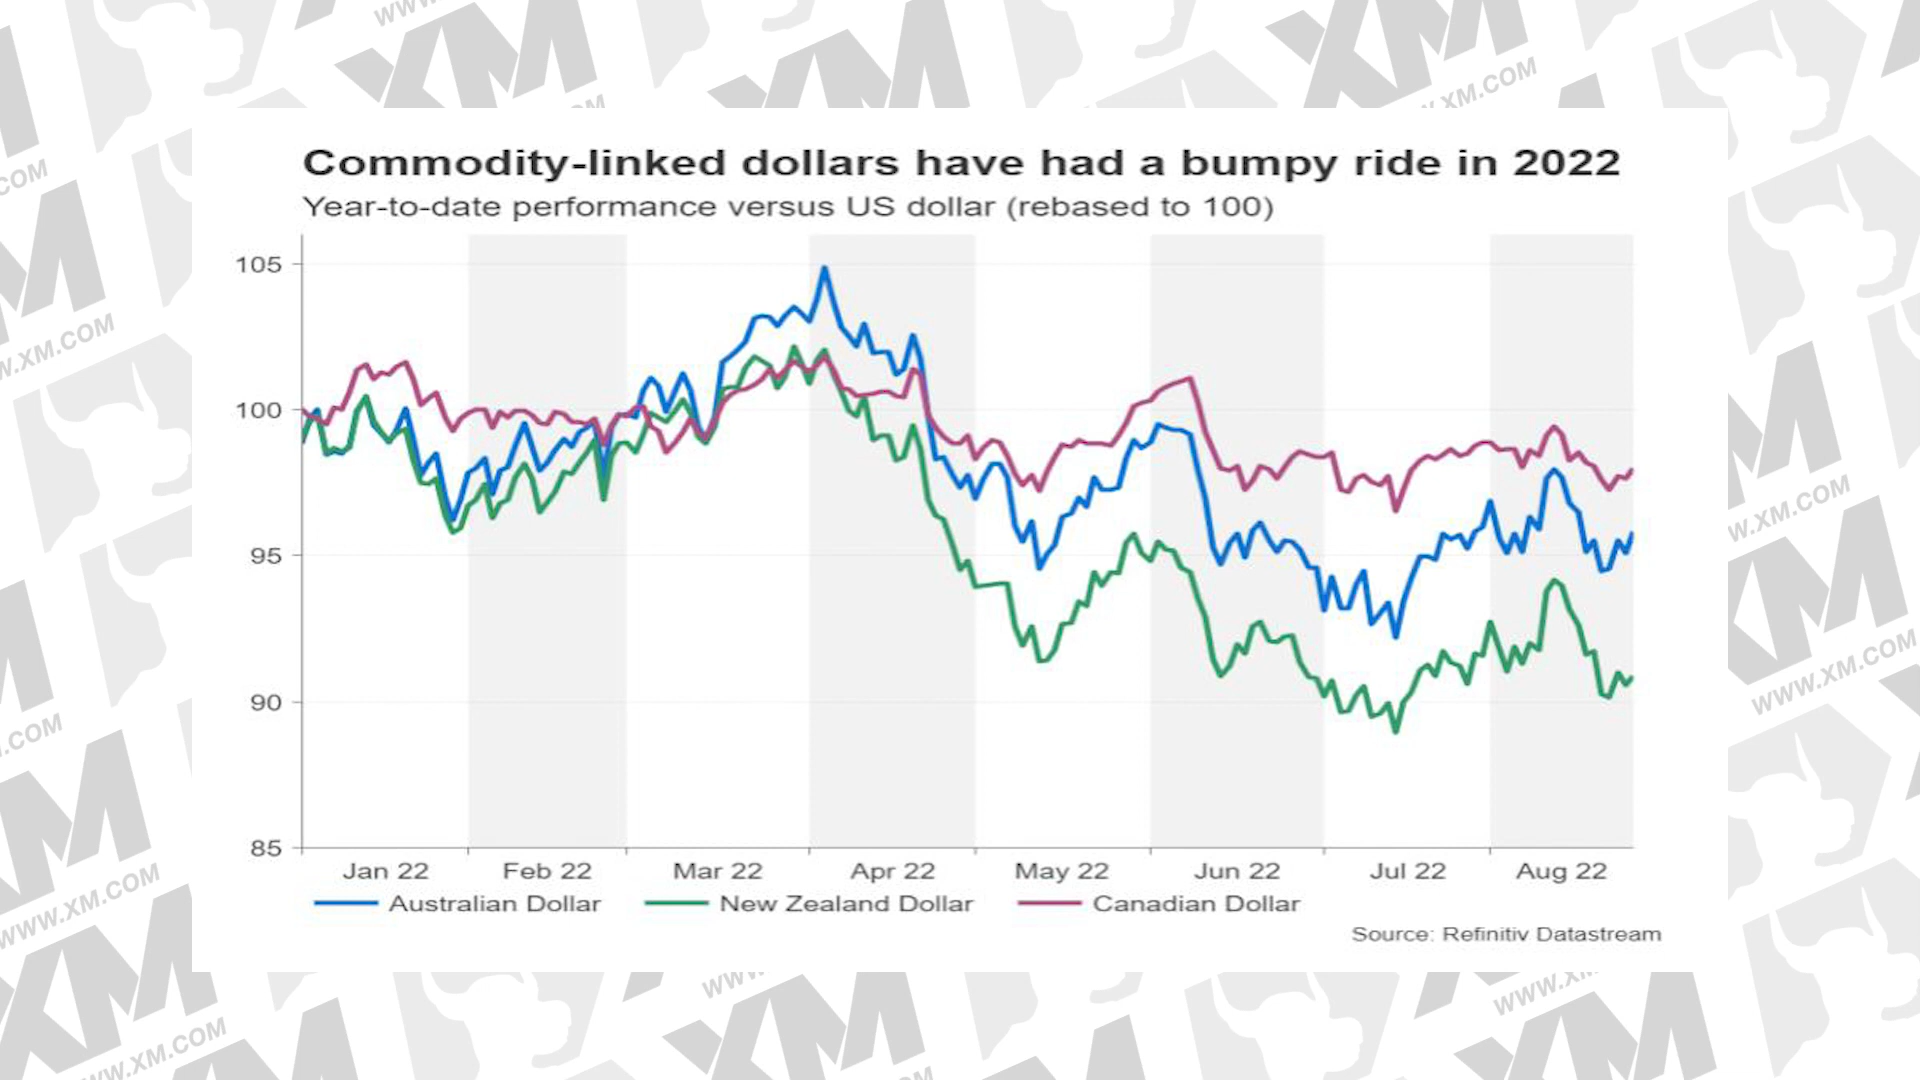 Commodity-linked dollars have had a bumpy ride in 2022
Year-to-date performance versus US dollar (rebased to 100)
105
100
95
90
85
Jan 22 Feb 22 Mar 22 Apr 22 May 22 Jun 22 Jul 22 Aug 22
Australian Dollar New Zealand Dollar Canadian Dollar
Source: Refinitiv Datastream
XM
WWW.XM.COM